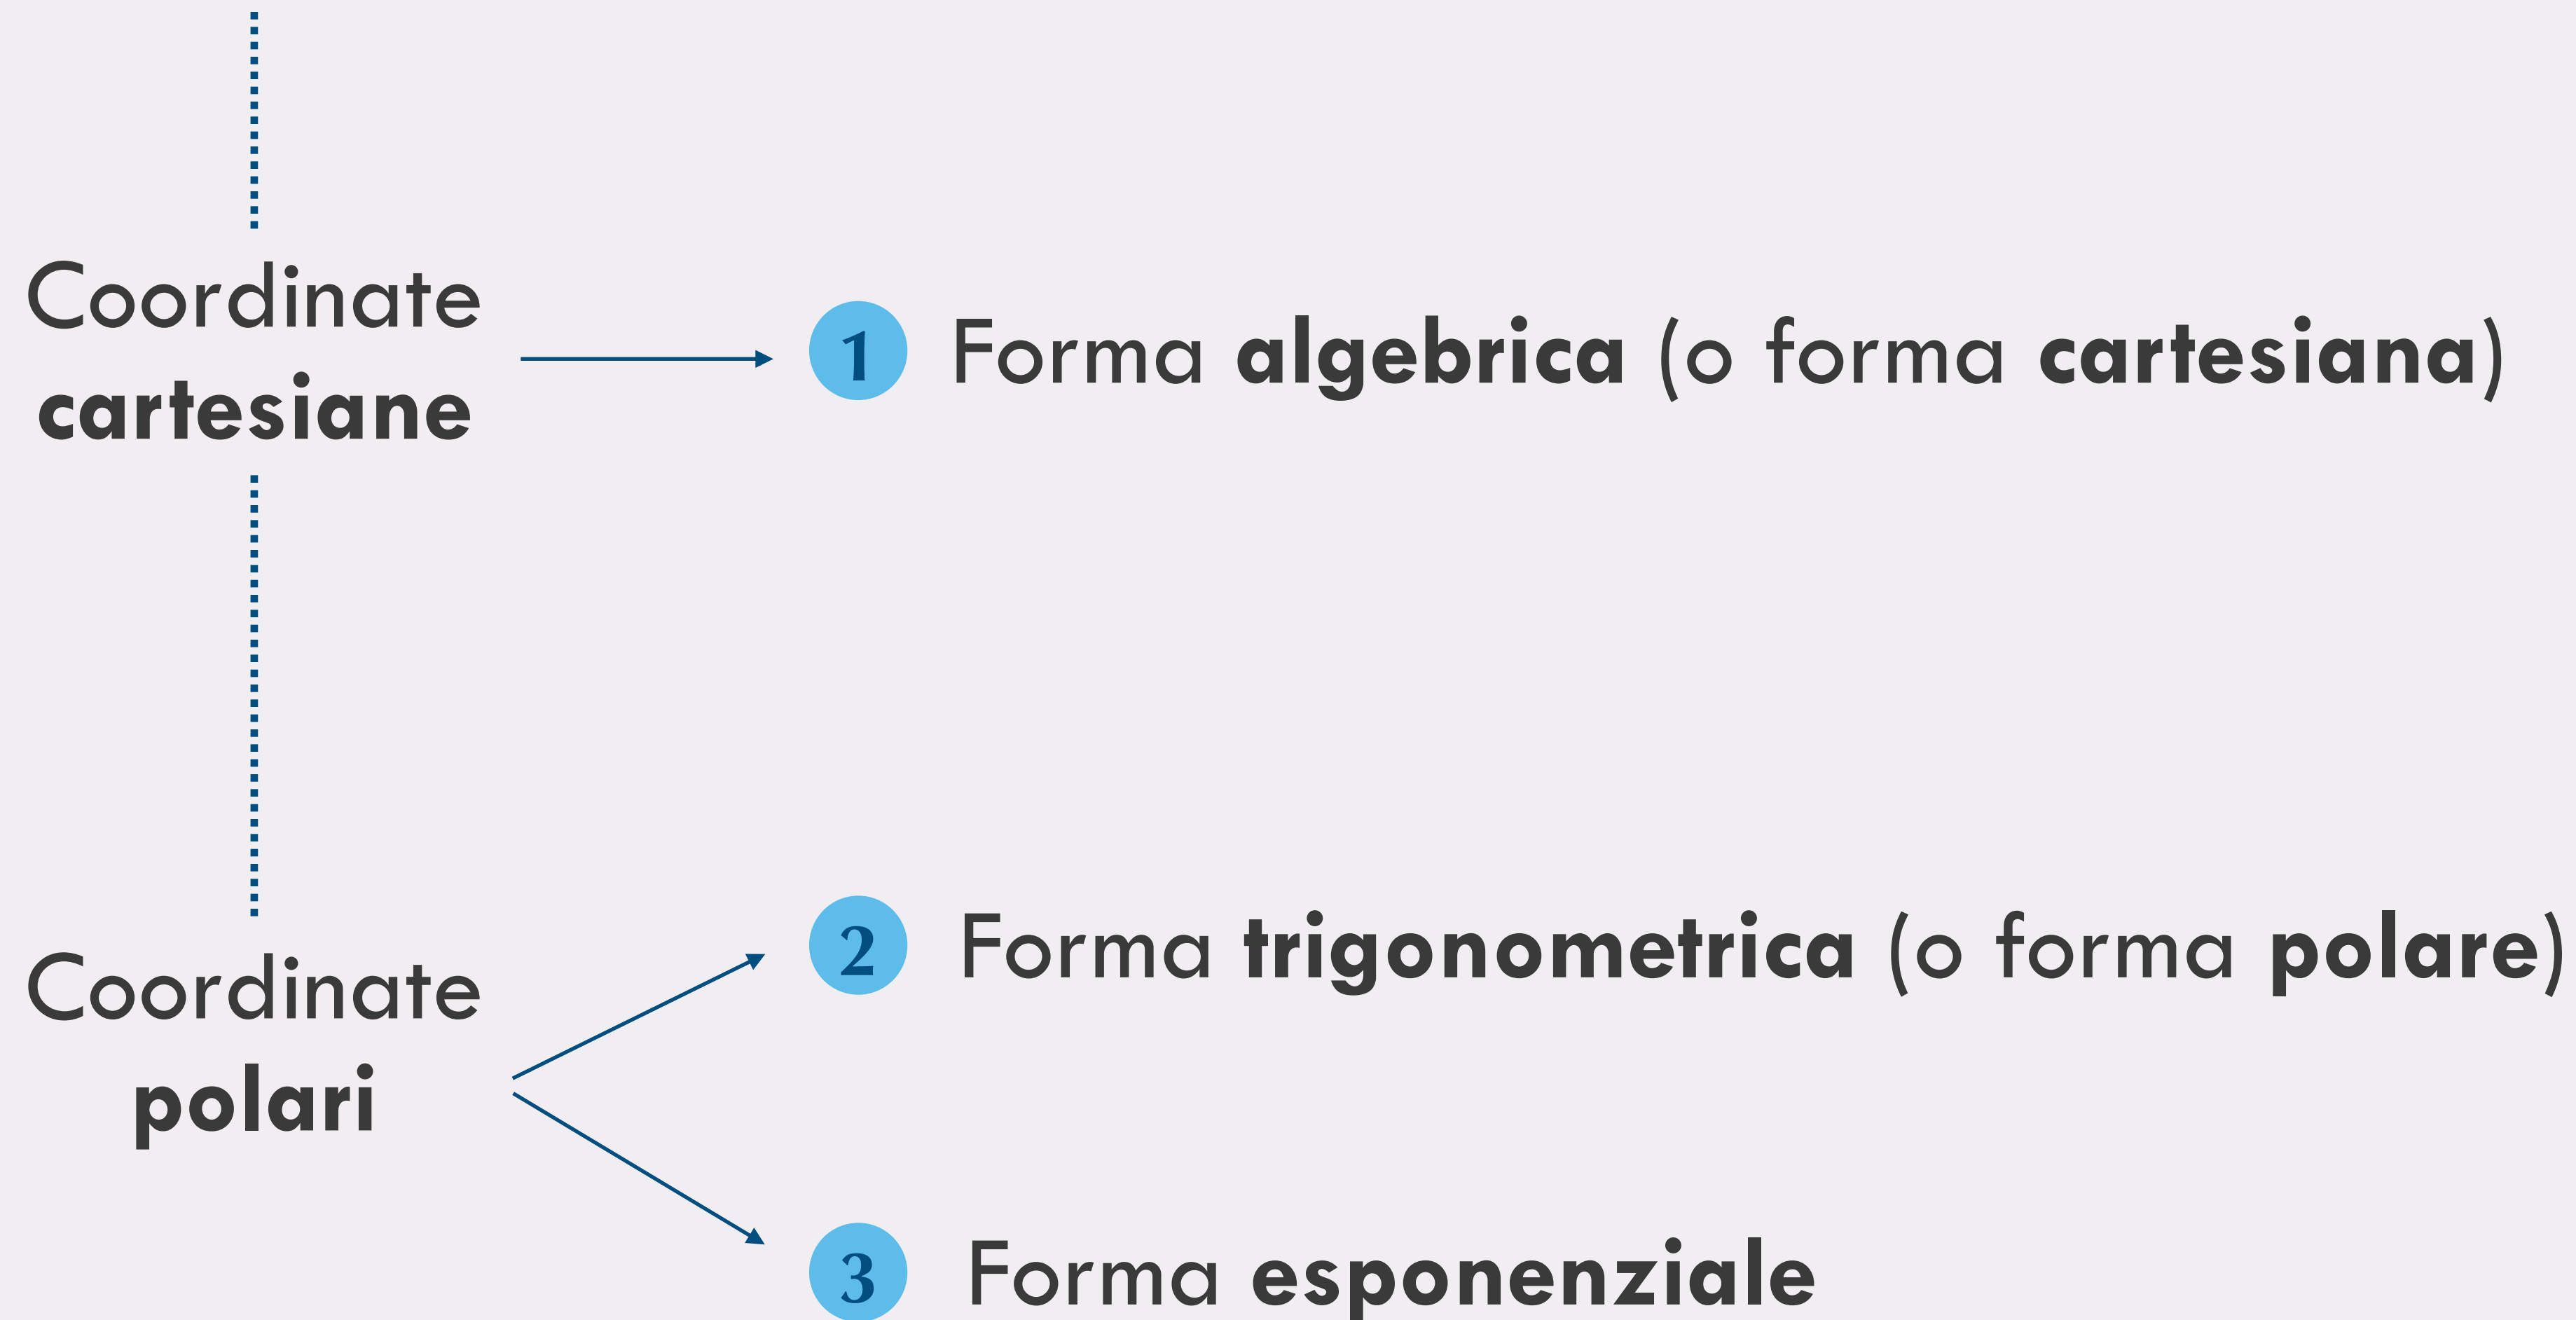 Coordinate
cartesiane
1 Forma algebrica (o forma cartesiana)
Coordinate
polari
2 Forma trigonometrica (o forma polare)
3 Forma esponenziale